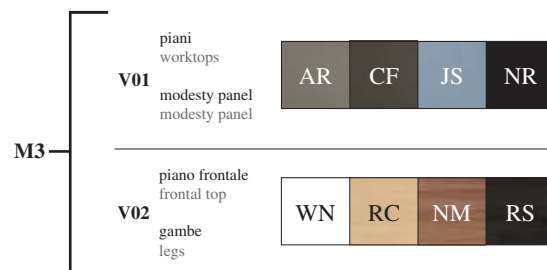 M3
V01
piani
worktops
modesty panel
modesty panel
AR CF JS NR
V02
piano frontale
frontal top
gambe
legs
WN RC NM RS